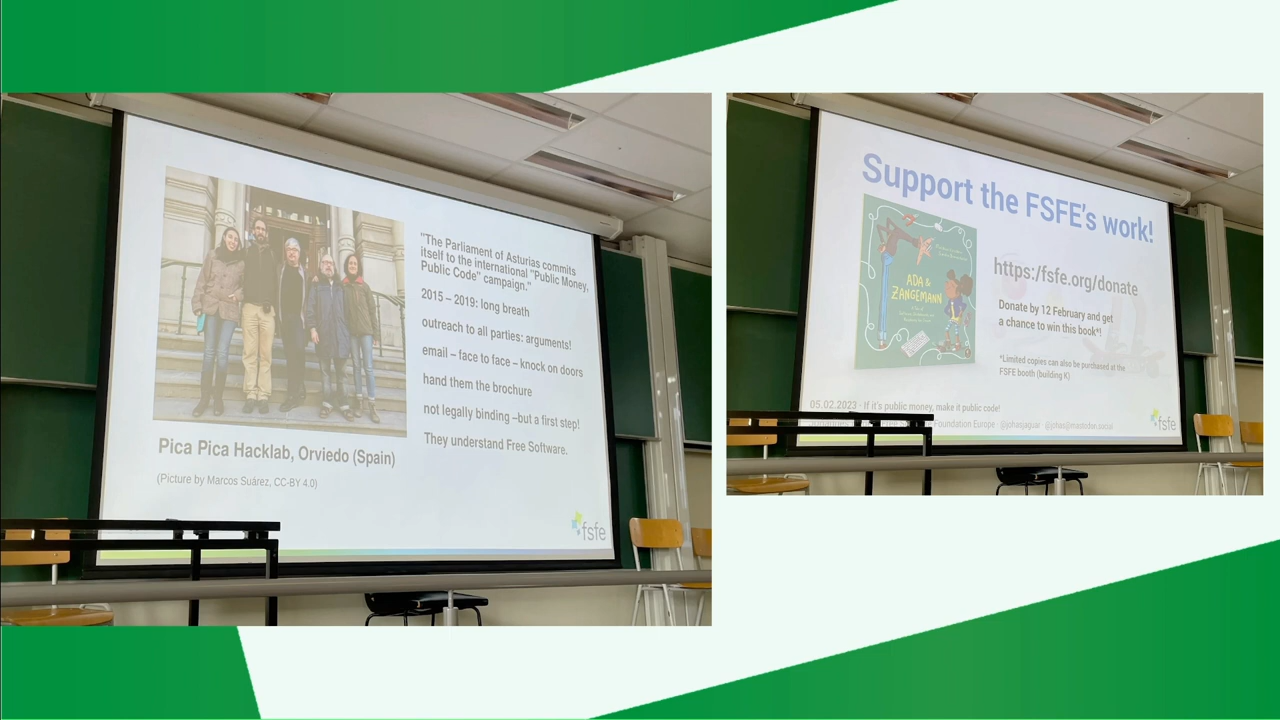 "The Parliament of Asturias commits
itself to the international "Public Money,
Public Code" campaign."
2015 – 2019: long breath
outreach to all parties: arguments!
email – face to face – knock on doors
hand them the brochure
not legally binding –but a first step!
They understand Free Software.
Pica Pica Hacklab, Orviedo (Spain)
(Picture by Marcos Suárez, CC-BY 4.0)
fsfe
Support the FSFE's work!
ADA &
ZANGEMANN
https:/fsfe.org/donate
Donate by 12 February and get
a chance to win this book*!
*Limited copies can also be purchased at the
FSFE booth (building K)
05.02.2023 - If it's public money, make it public code!
Foundation Europe - @johasjaguar - @johas@mastodon.social
fsfe